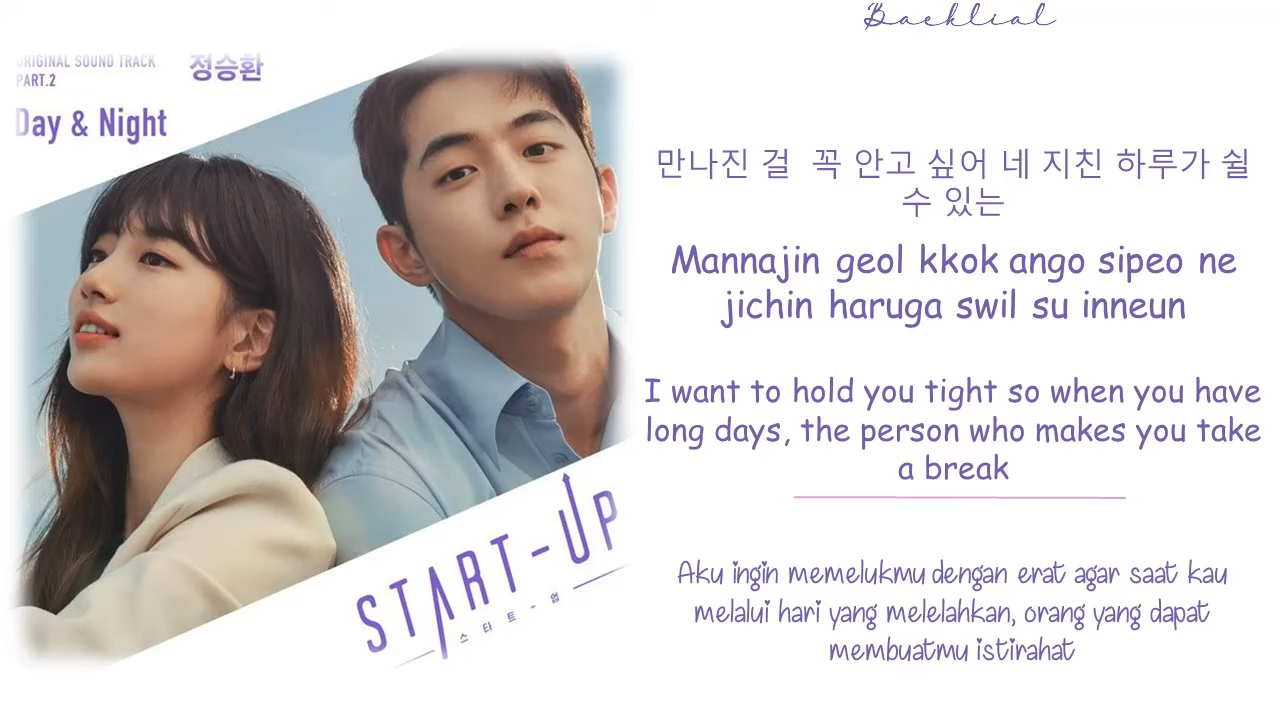 Baeklial
ORIGINAL SOUND TRACK
PART.2
정승환
Day & Night
START-UP
스타트-업
만나진 걸 꼭 안고 싶어 네 지친 하루가 쉴
수 있는
Mannajin geol kkok ango sipeo ne
jichin haruga swil su inneun
I want to hold you tight so when you have
long days, the person who makes you take
a break
Aku ingin memelukmu dengan erat agar saat kau
melalui hari yang melelahkan, orang yang dapat
membuatmu istirahat